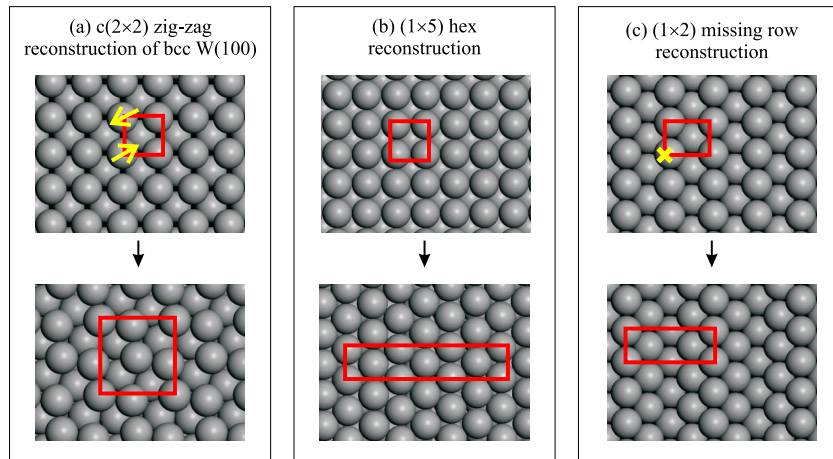 (a) c(2×2) zig-zag
reconstruction of bcc W(100)
(b) (1×5) hex
reconstruction
(c) (1×2) missing row
reconstruction